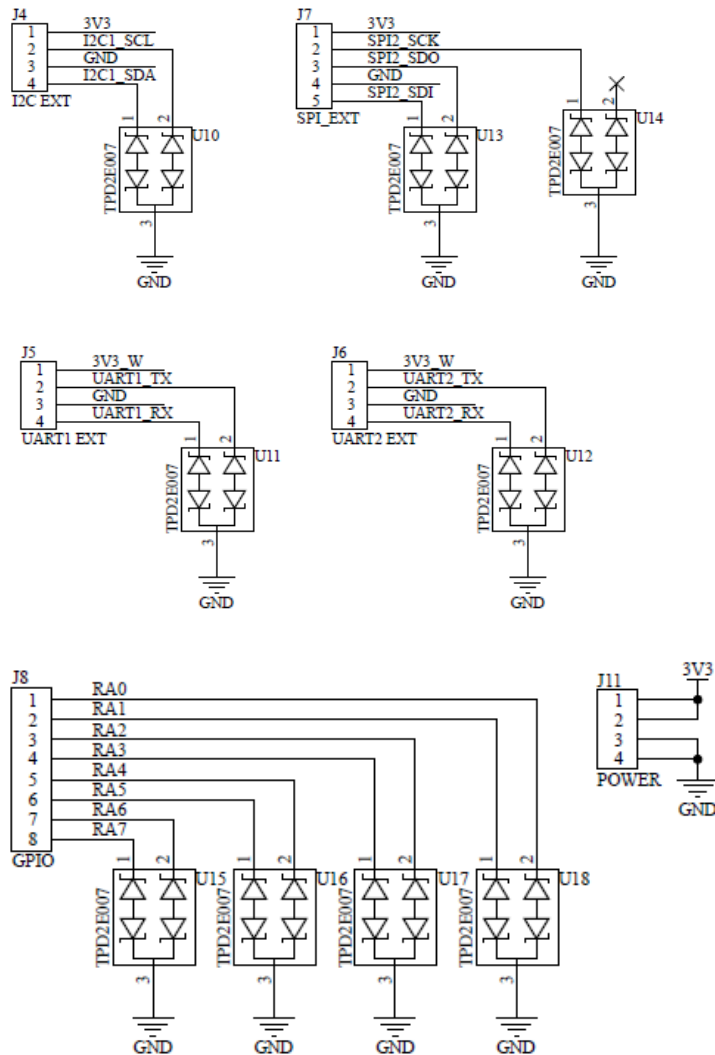 J4
1 3V3
2 I2C1_SCL
3 GND
4 I2C1_SDA
I2C EXT
1 2
U10
TPD2E007
3
GND
J7
1 3V3
2 SPI2_SCK
3 SPI2_SDO
4 GND
5 SPI2_SDI
SPI_EXT
1 2
U13
TPD2E007
3
GND
1 2
U14
TPD2E007
3
GND
J5
1 3V3_W
2 UART1_TX
3 GND
4 UART1_RX
UART1 EXT
1 2
U11
TPD2E007
3
GND
J6
1 3V3_W
2 UART2_TX
3 GND
4 UART2_RX
UART2 EXT
1 2
U12
TPD2E007
3
GND
J8
1 RA0
2 RA1
3 RA2
4 RA3
5 RA4
6 RA5
7 RA6
8 RA7
GPIO
1 2
U15
TPD2E007
3
GND
1 2
U16
TPD2E007
3
GND
1 2
U17
TPD2E007
3
GND
1 2
U18
TPD2E007
3
GND
J11
3V3
1
2
3
4
POWER
GND